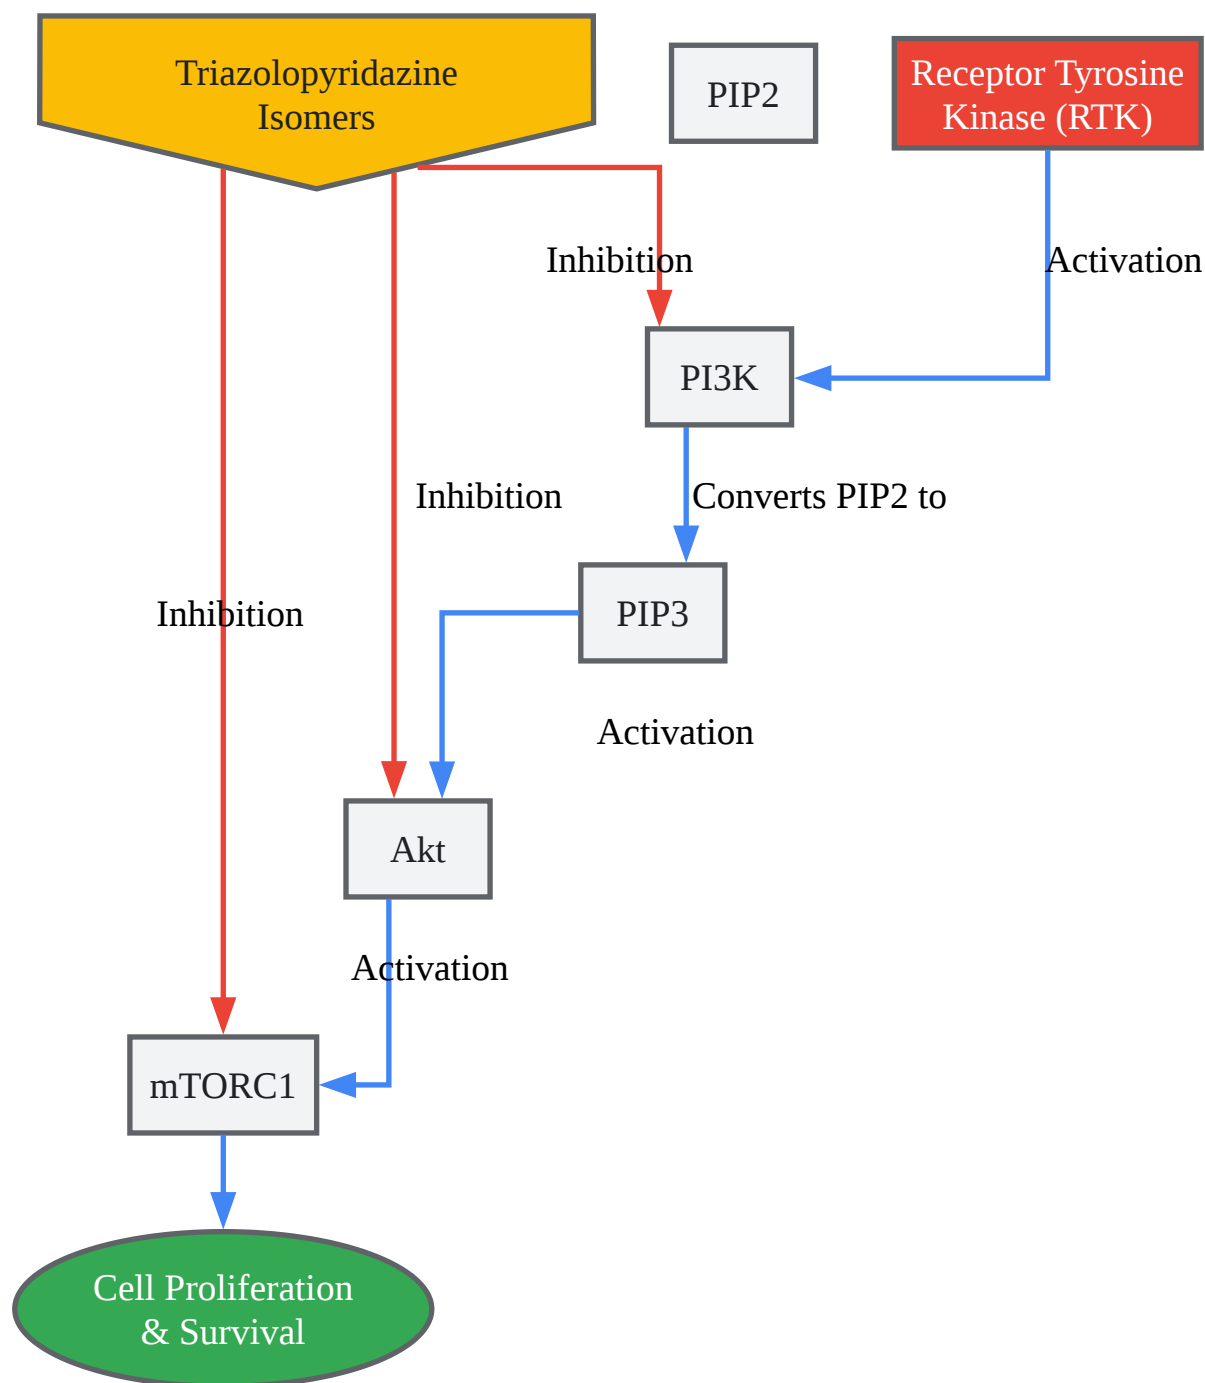 Triazolopyridazine
Isomers
PIP2
Receptor Tyrosine
Kinase (RTK)
Inhibition
Activation
PI3K
Inhibition
Converts PIP2 to
Inhibition
PIP3
Activation
Akt
Activation
mTORC1
Cell Proliferation
& Survival